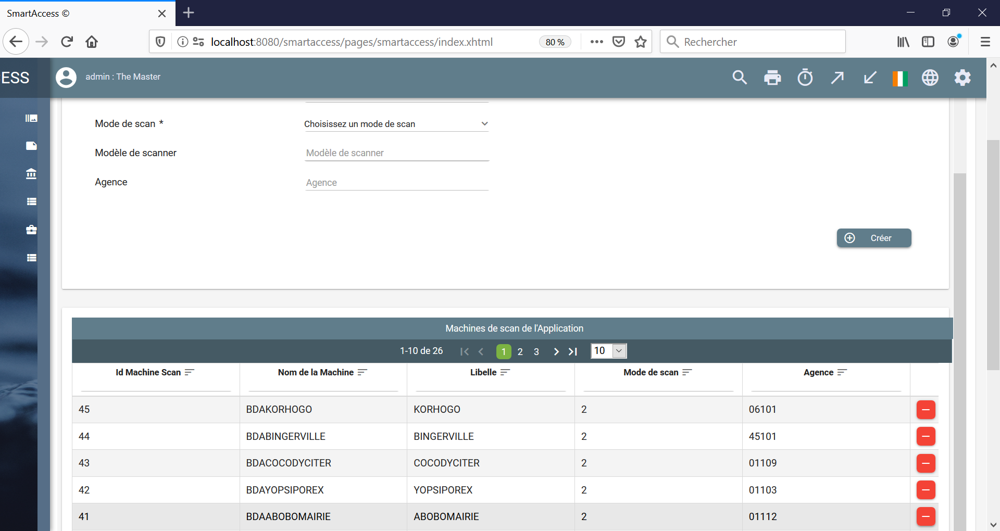 SmartAccess ©
localhost:8080/smartaccess/pages/smartaccess/index.xhtml
80 %
Rechercher
ESS
admin : The Master
Mode de scan *
Choisissez un mode de scan
Modèle de scanner
Modèle de scanner
Agence
Agence
Créer
Machines de scan de l'Application
1-10 de 26 1 2 3 10
Id Machine Scan Nom de la Machine Libelle Mode de scan Agence
45 BDAKORHOGO KORHOGO 2 06101
44 BDABINGERVILLE BINGERVILLE 2 45101
43 BDACOCODYCITER COCODYCITER 2 01109
42 BDAYOPSIPOREX YOPSIPOREX 2 01103
41 BDAABOBOMAIRIE ABOBOMAIRIE 2 01112